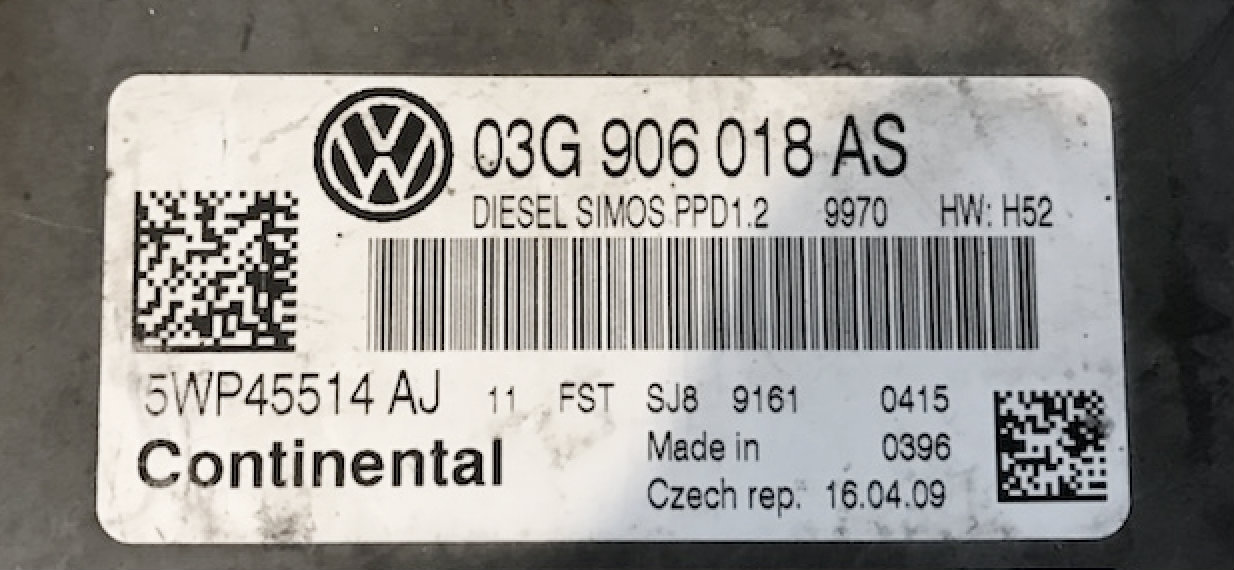 03G 906 018 AS
DIESEL SIMOS PPD1.2 9970 HW: H52
5WP45514 AJ 11 FST SJ8 9161 0415
Continental Made in 0396
Czech rep. 16.04.09